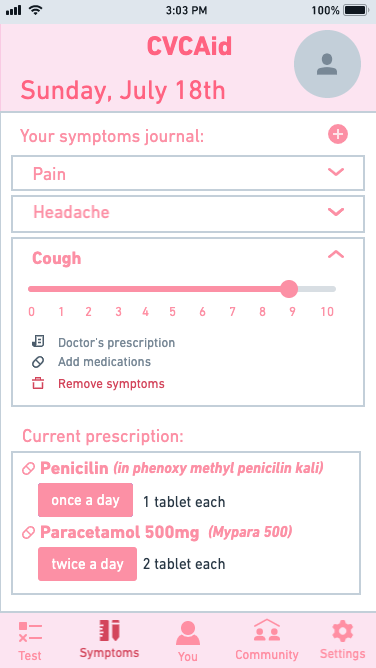 3:03 PM
100%
CVCAid
Sunday, July 18th
Your symptoms journal:
Pain
Headache
Cough
0 1 2 3 4 5 6 7 8 9 10
Doctor's prescription
Add medications
Remove symptoms
Current prescription:
Penicilin (in phenoxy methyl penicilin kali)
once a day 1 tablet each
Paracetamol 500mg (Mypara 500)
twice a day 2 tablet each
Test Symptoms You Community Settings